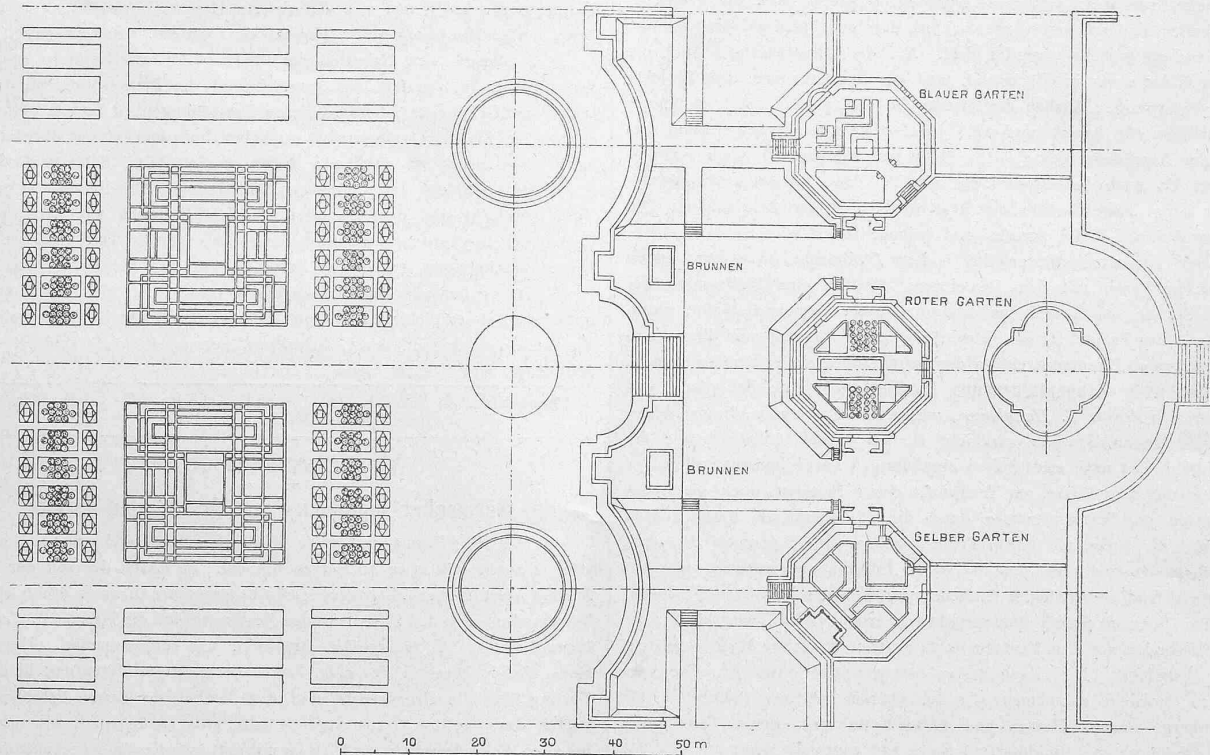 BLAUER GARTEN
BRUNNEN
ROTER GARTEN
BRUNNEN
GELBER GARTEN
0 10 20 30 40 50 m